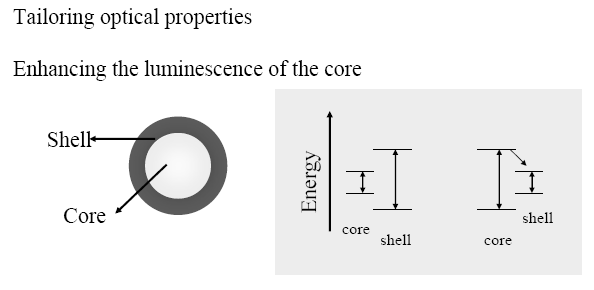 Tailoring optical properties
Enhancing the luminescence of the core
Shell
Core
Energy
core
shell
core
shell